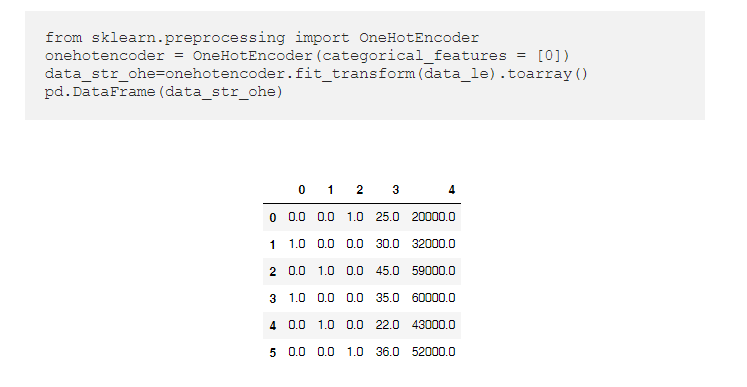 from sklearn.preprocessing import OneHotEncoder
onehotencoder = OneHotEncoder(categorical_features = [0])
data_str_ohe=onehotencoder.fit_transform(data_le).toarray()
pd.DataFrame(data_str_ohe)
0 1 2 3 4
0 0.0 0.0 1.0 25.0 20000.0
1 1.0 0.0 0.0 30.0 32000.0
2 0.0 1.0 0.0 45.0 59000.0
3 1.0 0.0 0.0 35.0 60000.0
4 0.0 1.0 0.0 22.0 43000.0
5 0.0 0.0 1.0 36.0 52000.0